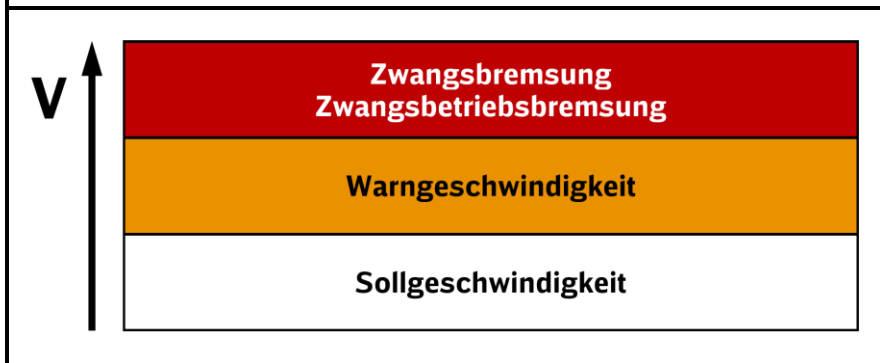 V
Zwangsbremsung
Zwangsbetriebsbremsung
Warngeschwindigkeit
Sollgeschwindigkeit